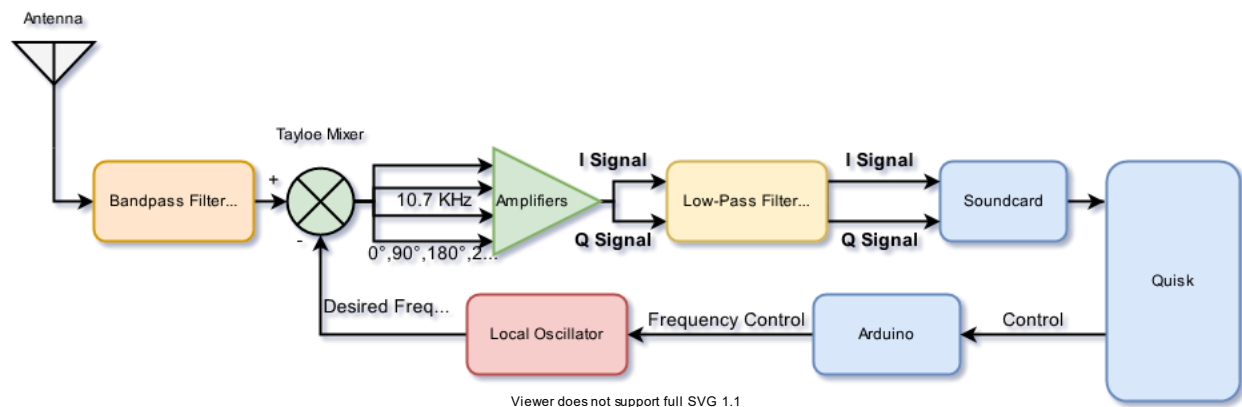 Antenna
Tayloe Mixer
Bandpass Filter...
+
-
10.7 KHz
0°,90°,180°,2...
Amplifiers
I Signal
Q Signal
Low-Pass Filter...
I Signal
Q Signal
Soundcard
Quisk
Desired Freq...
Local Oscillator
Frequency Control
Arduino
Control
Viewer does not support full SVG 1.1